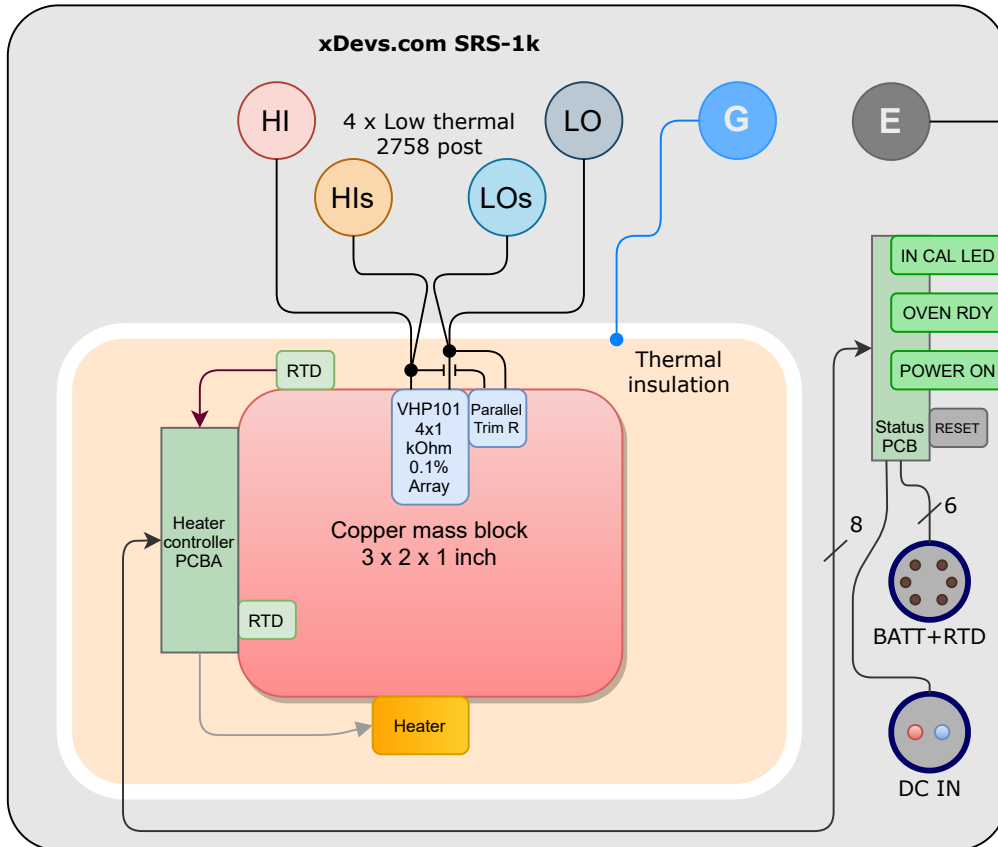 xDevs.com SRS-1k
HI
4 x Low thermal
2758 post
LO
G
E
HIs
LOs
IN CAL LED
OVEN RDY
POWER ON
Thermal
insulation
RTD
VHP101
4x1
kOhm
0.1%
Array
Parallel
Trim R
Status
PCB
RESET
Heater
controller
PCBA
Copper mass block
3 x 2 x 1 inch
8
6
RTD
BATT+RTD
Heater
DC IN